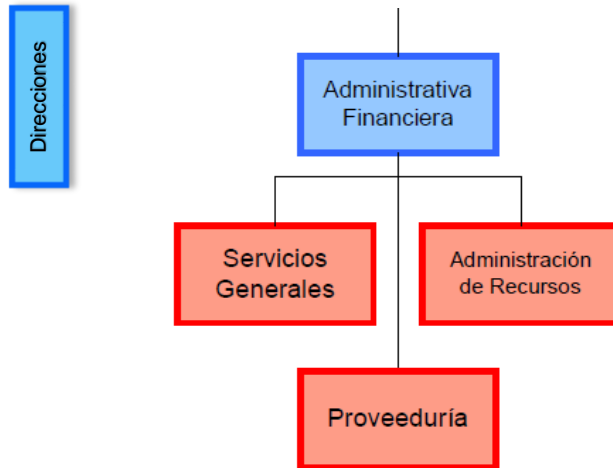 Direcciones
Administrativa
Financiera
Servicios
Generales
Administración
de Recursos
Proveeduría